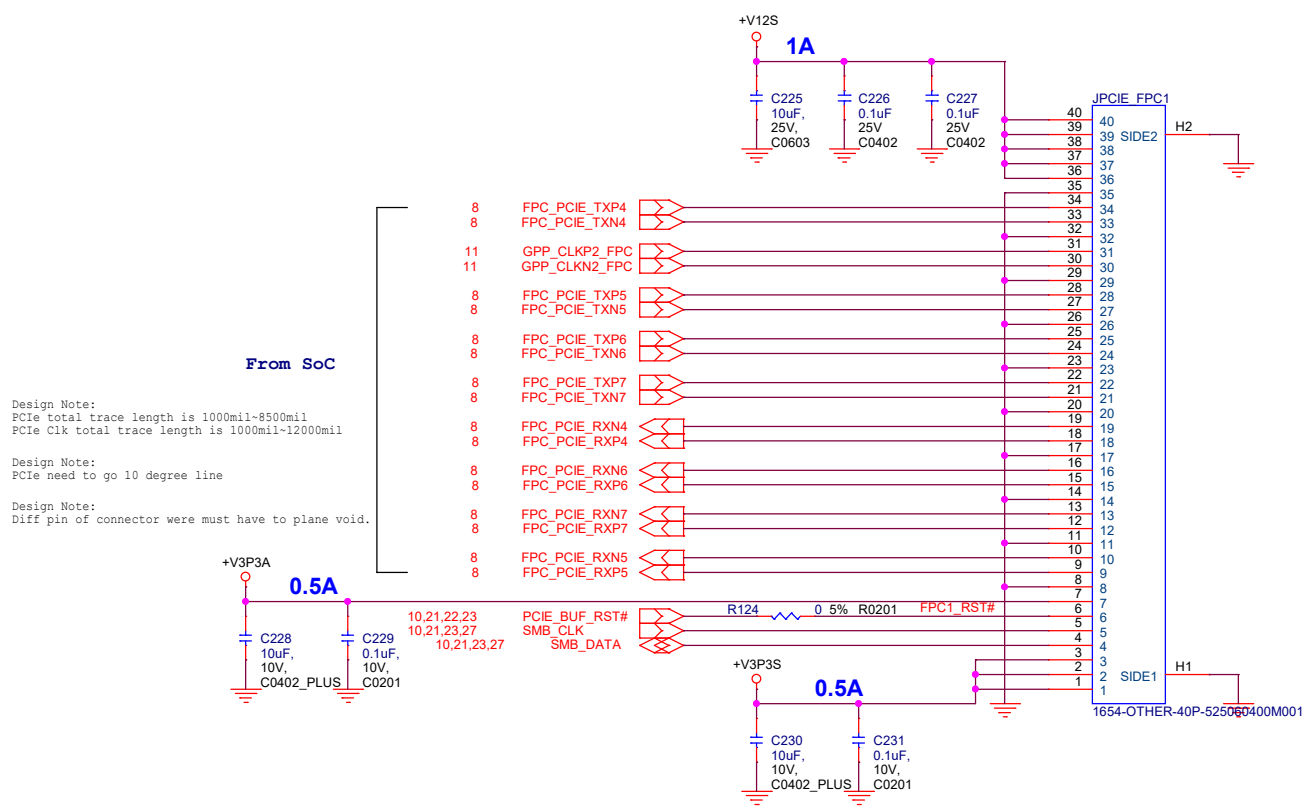 +V12S
1A
C225
10uF,
25V,
C0603
C226
0.1uF
25V
C0402
C227
0.1uF
25V
C0402
JPCIE_FPC1
40 40
39 39 SIDE2 H2
38 38
37 37
36 36
35 35
8 FPC_PCIE_TXP4 34 34
8 FPC_PCIE_TXN4 33 33
32 32
11 GPP_CLKP2_FPC 31 31
11 GPP_CLKN2_FPC 30 30
29 29
8 FPC_PCIE_TXP5 28 28
8 FPC_PCIE_TXN5 27 27
26 26
8 FPC_PCIE_TXP6 25 25
8 FPC_PCIE_TXN6 24 24
23 23
8 FPC_PCIE_TXP7 22 22
8 FPC_PCIE_TXN7 21 21
20 20
8 FPC_PCIE_RXN4 19 19
8 FPC_PCIE_RXP4 18 18
17 17
8 FPC_PCIE_RXN6 16 16
8 FPC_PCIE_RXP6 15 15
14 14
8 FPC_PCIE_RXN7 13 13
8 FPC_PCIE_RXP7 12 12
11 11
8 FPC_PCIE_RXN5 10 10
8 FPC_PCIE_RXP5 9 9
8 8
7 7
10,21,22,23 PCIE_BUF_RST# R124 0 5% R0201 FPC1_RST# 6 6
10,21,23,27 SMB_CLK 5 5
10,21,23,27 SMB_DATA 4 4
3 3
2 2 SIDE1 H1
1 1
1654-OTHER-40P-525060400M001
From SoC
Design Note:
PCIe total trace length is 1000mil~8500mil
PCIe Clk total trace length is 1000mil~12000mil
Design Note:
PCIe need to go 10 degree line
Design Note:
Diff pin of connector were must have to plane void.
+V3P3A
0.5A
C228
10uF,
10V,
C0402_PLUS
C229
0.1uF,
10V,
C0201
+V3P3S
0.5A
C230
10uF,
10V,
C0402_PLUS
C231
0.1uF,
10V,
C0201